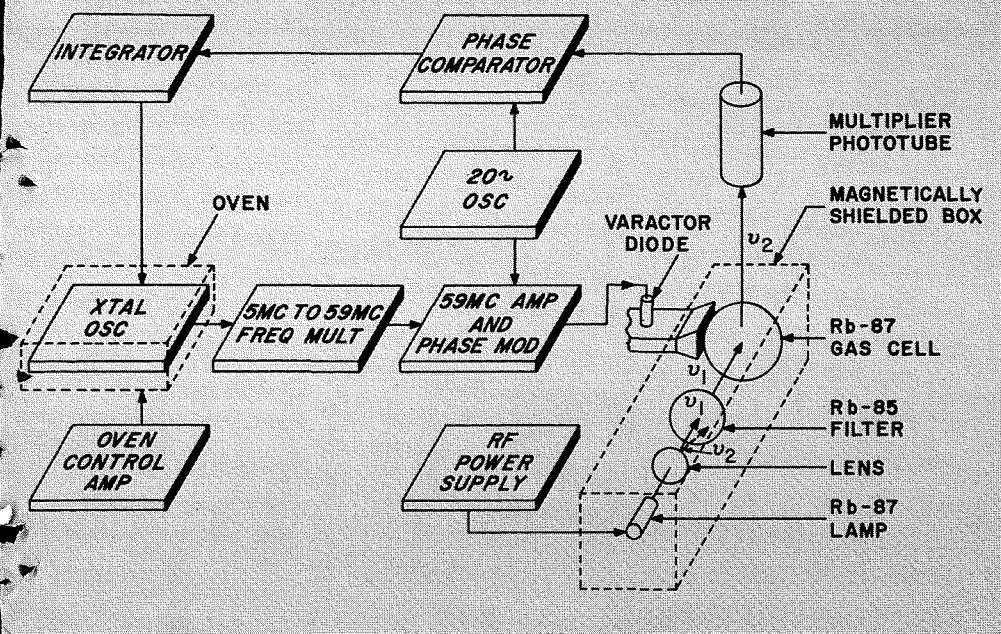 INTEGRATOR
PHASE
COMPARATOR
MULTIPLIER
PHOTOTUBE
20~
OSC
MAGNETICALLY
SHIELDED BOX
OVEN
VARACTOR
DIODE
υ2
XTAL
OSC
5MC TO 59MC
FREQ MULT
59MC AMP
AND
PHASE MOD
Rb-87
GAS CELL
υ1
υ1
Rb-85
FILTER
υ2
OVEN
CONTROL
AMP
RF
POWER
SUPPLY
LENS
Rb-87
LAMP